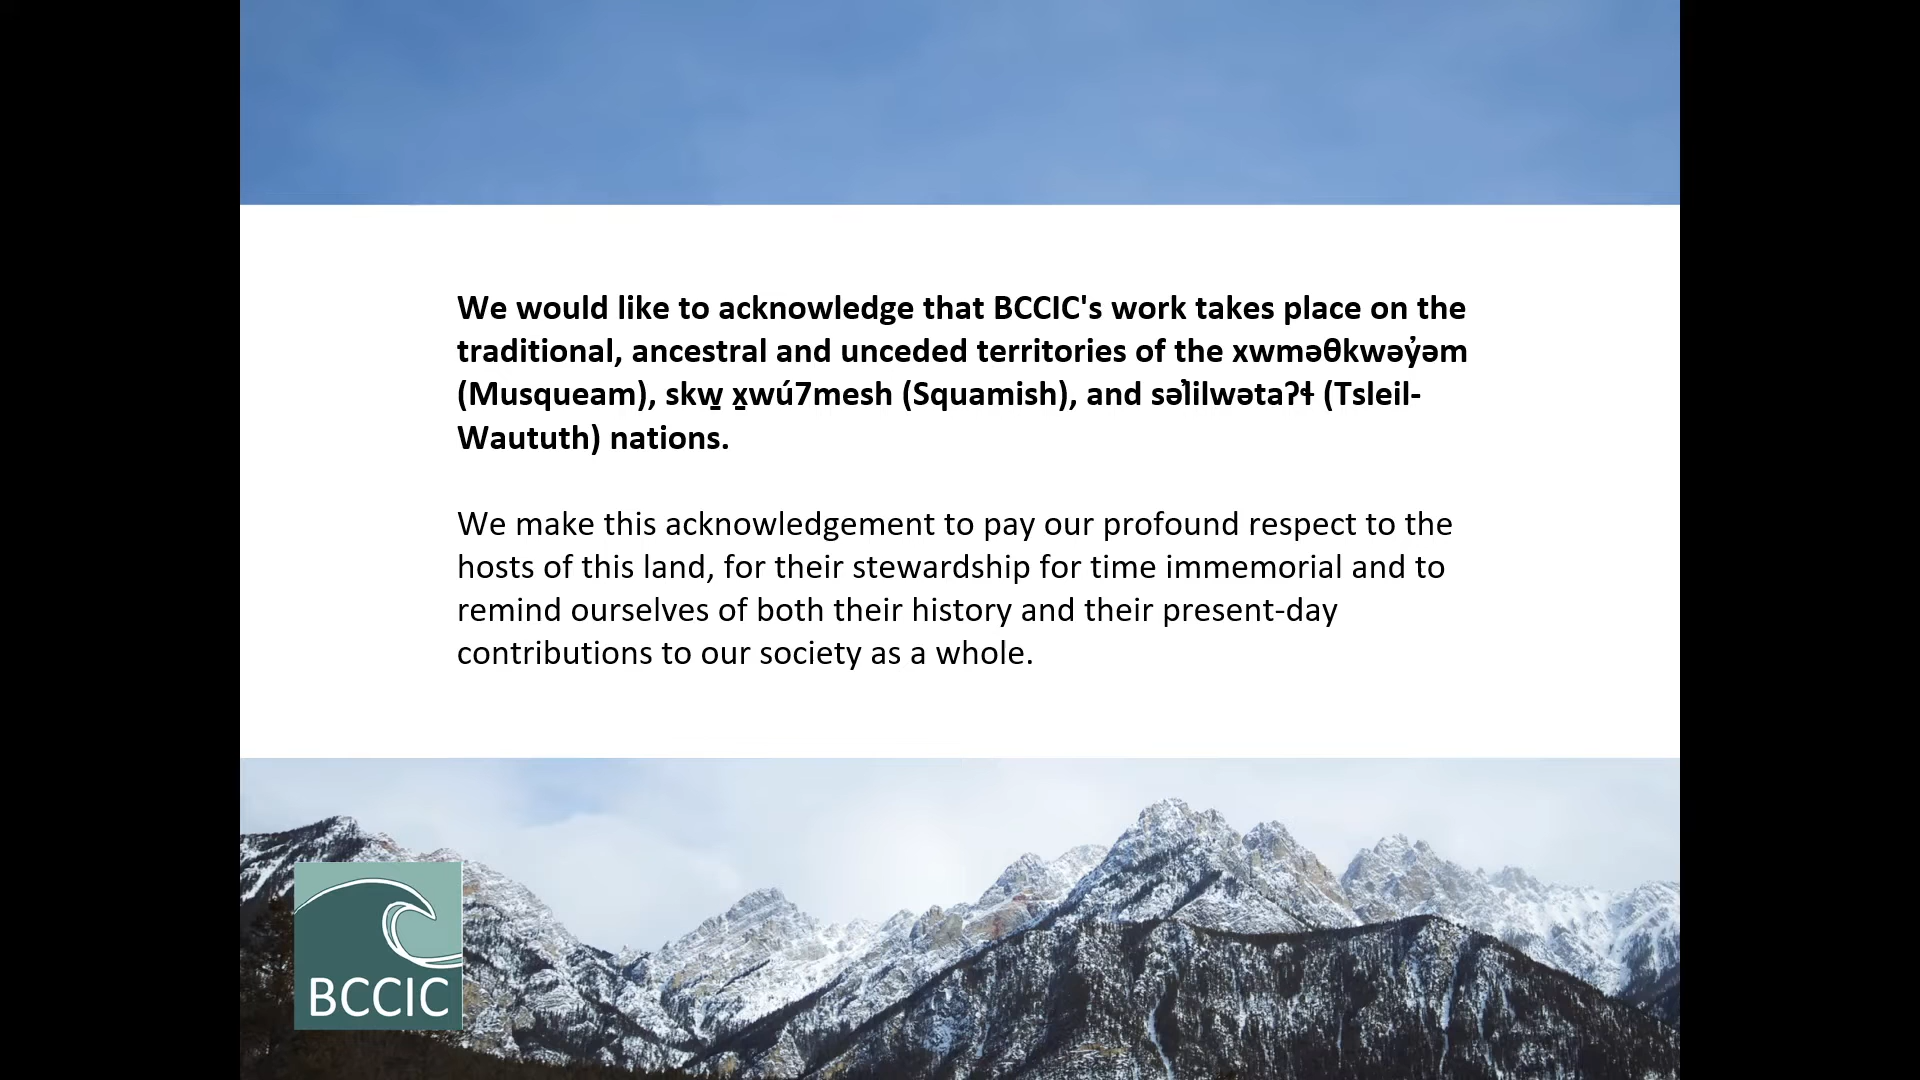 We would like to acknowledge that BCCIC's work takes place on the
traditional, ancestral and unceded territories of the xwməθkwəy̓əm
(Musqueam), skw̱ x̱wú7mesh (Squamish), and səl̓ilwətaʔɬ (Tsleil-
Waututh) nations.
We make this acknowledgement to pay our profound respect to the
hosts of this land, for their stewardship for time immemorial and to
remind ourselves of both their history and their present-day
contributions to our society as a whole.
BCCIC